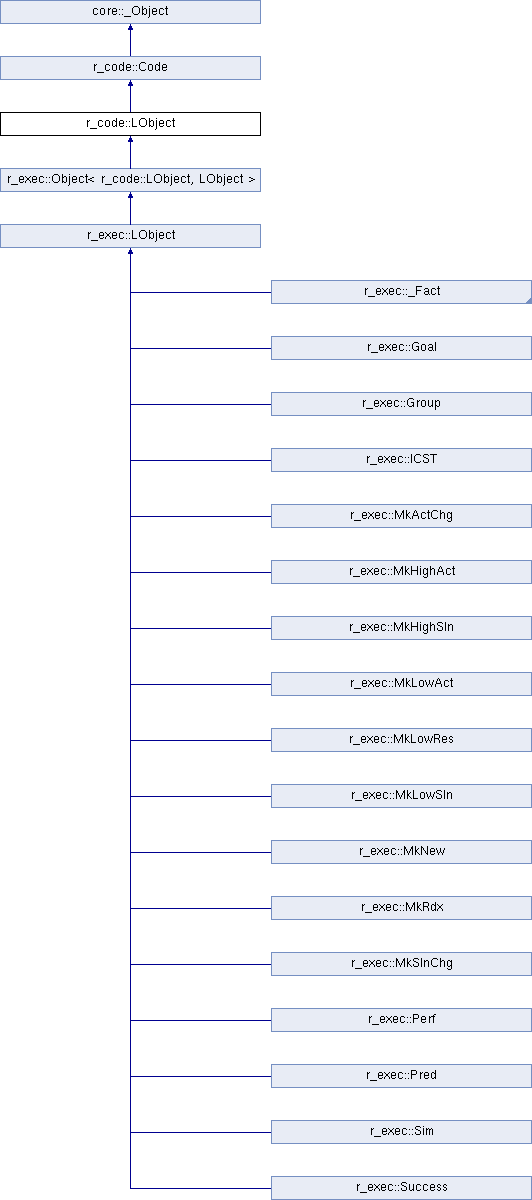 core::_Object
r_code::Code
r_code::LObject
r_exec::Object< r_code::LObject, LObject >
r_exec::LObject
r_exec::_Fact
r_exec::Goal
r_exec::Group
r_exec::ICST
r_exec::MkActChg
r_exec::MkHighAct
r_exec::MkHighSln
r_exec::MkLowAct
r_exec::MkLowRes
r_exec::MkLowSln
r_exec::MkNew
r_exec::MkRdx
r_exec::MkSlnChg
r_exec::Perf
r_exec::Pred
r_exec::Sim
r_exec::Success